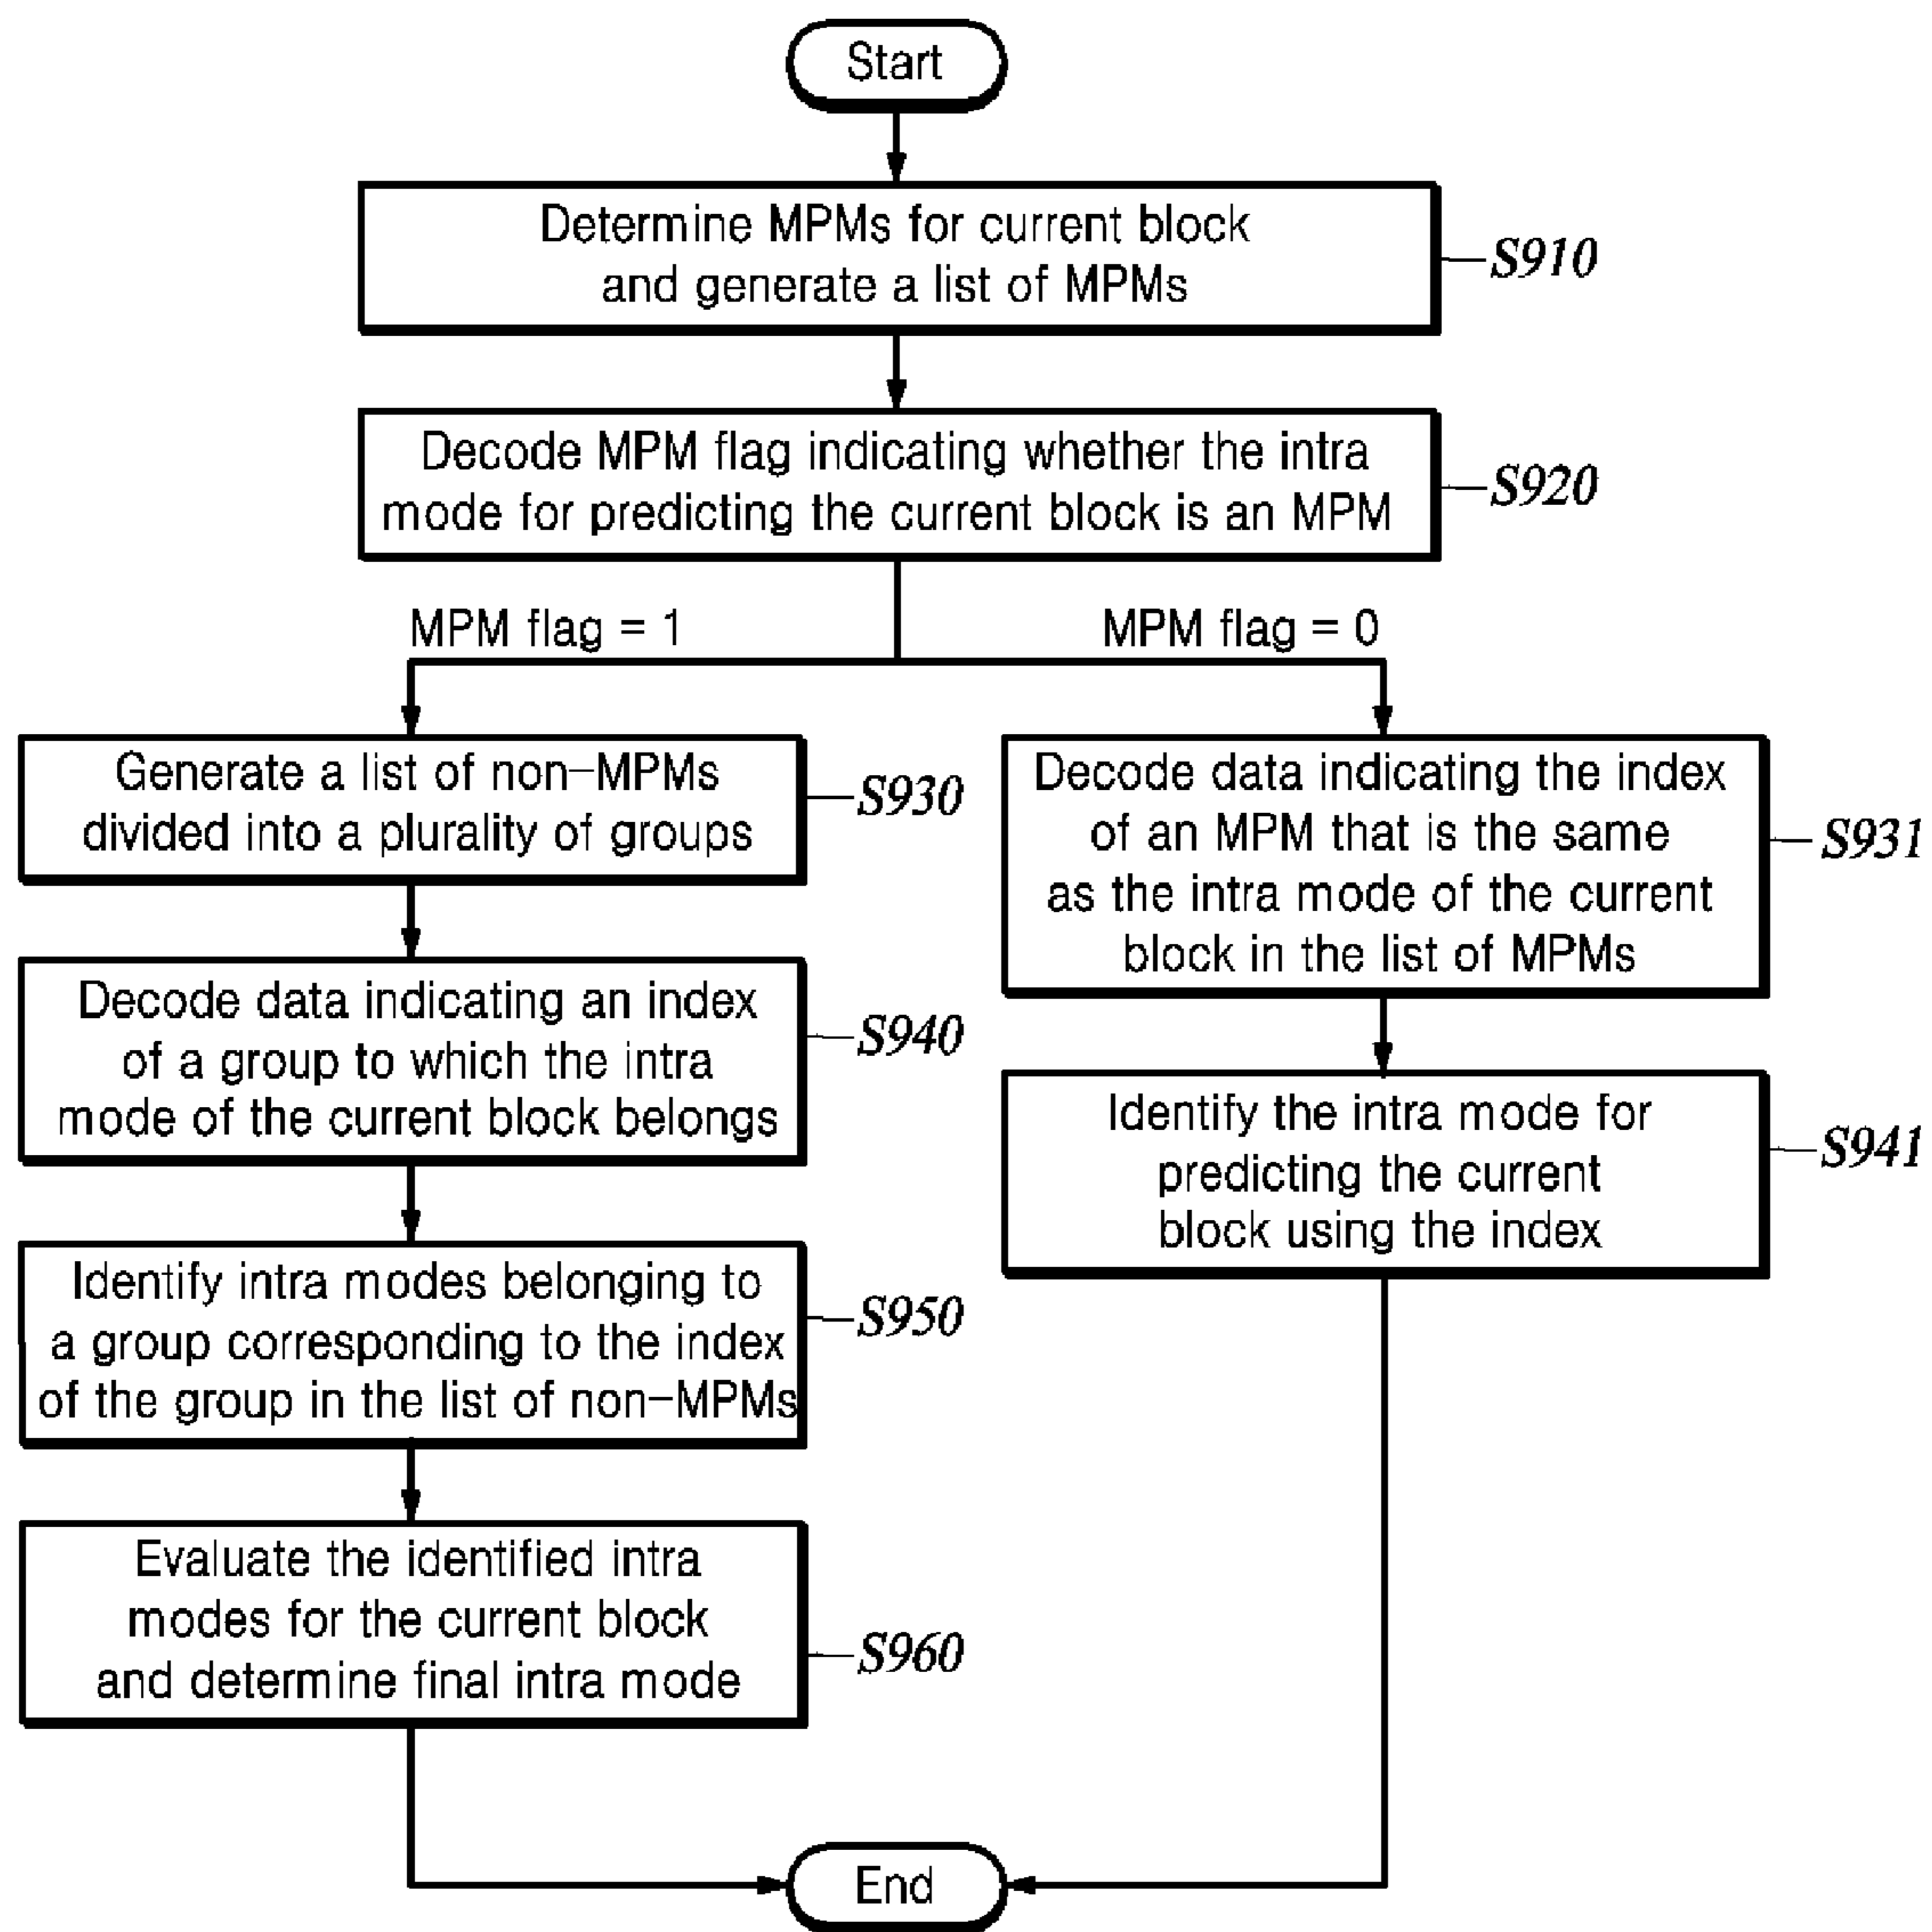 Start
Determine MPMs for current block
and generate a list of MPMs
S910
Decode MPM flag indicating whether the intra
mode for predicting the current block is an MPM
S920
MPM flag = 1
MPM flag = 0
Generate a list of non-MPMs
divided into a plurality of groups
S930
Decode data indicating the index
of an MPM that is the same
as the intra mode of the current
block in the list of MPMs
S931
Decode data indicating an index
of a group to which the intra
mode of the current block belongs
S940
Identify the intra mode for
predicting the current
block using the index
S941
Identify intra modes belonging to
a group corresponding to the index
of the group in the list of non-MPMs
S950
Evaluate the identified intra
modes for the current block
and determine final intra mode
S960
End